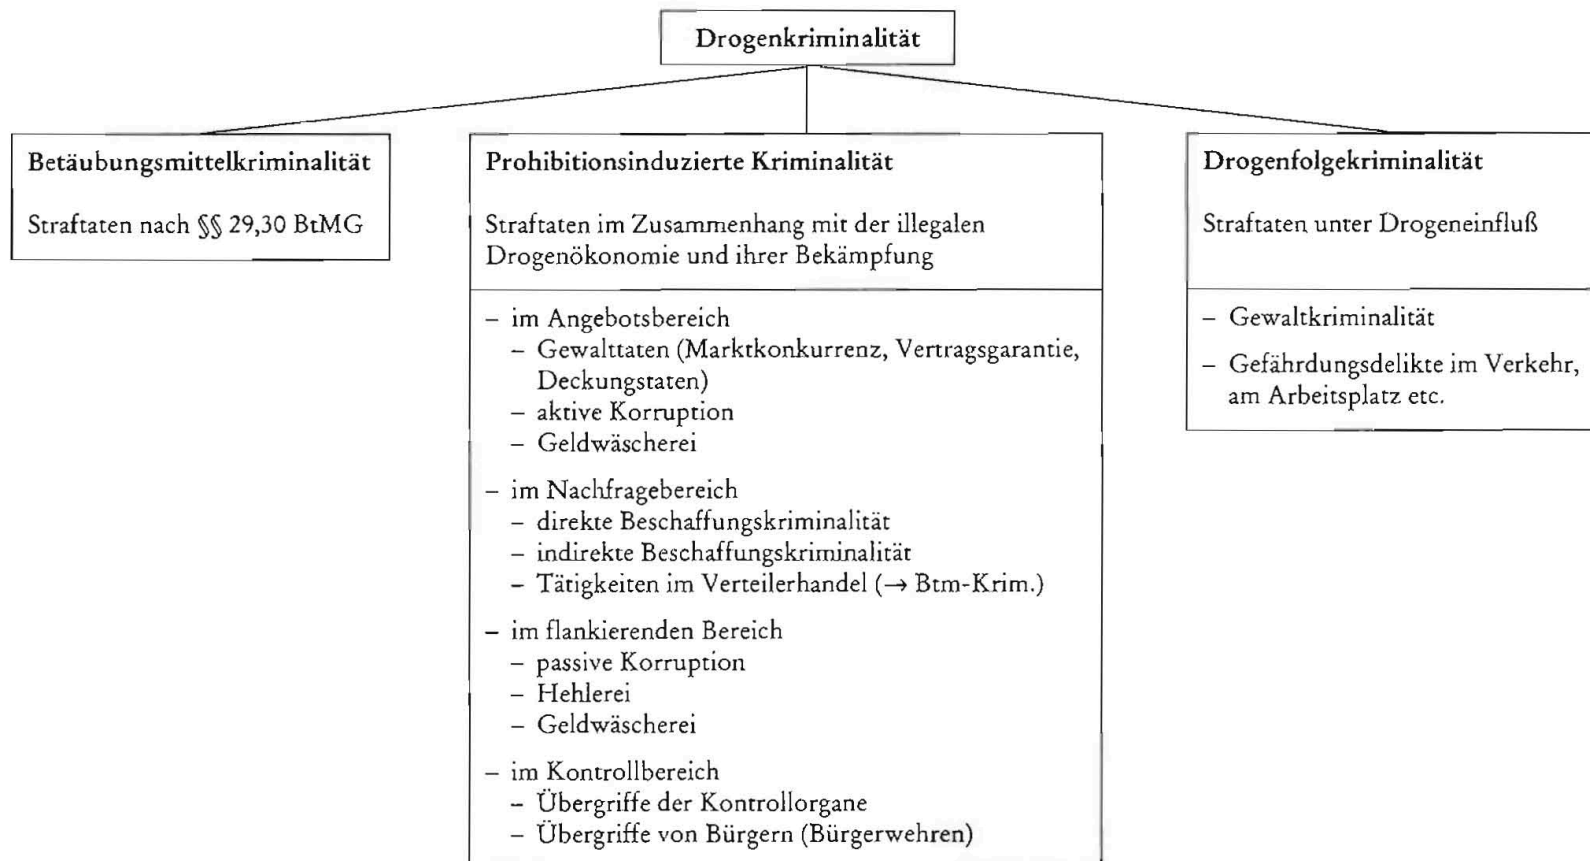 Drogenkriminalität
Betäubungsmittelkriminalität
Straftaten nach §§ 29,30 BtMG
Prohibitionsinduzierte Kriminalität
Straftaten im Zusammenhang mit der illegalen
Drogenökonomie und ihrer Bekämpfung
– im Angebotsbereich
– Gewalttaten (Marktkonkurrenz, Vertragsgarantie,
Deckungstaten)
– aktive Korruption
– Geldwäscherei
– im Nachfragebereich
– direkte Beschaffungskriminalität
– indirekte Beschaffungskriminalität
– Tätigkeiten im Verteilerhandel (→ Btm-Krim.)
– im flankierenden Bereich
– passive Korruption
– Hehlerei
– Geldwäscherei
– im Kontrollbereich
– Übergriffe der Kontrollorgane
– Übergriffe von Bürgern (Bürgerwehren)
Drogenfolgekriminalität
Straftaten unter Drogeneinfluß
– Gewaltkriminalität
– Gefährdungsdelikte im Verkehr,
am Arbeitsplatz etc.